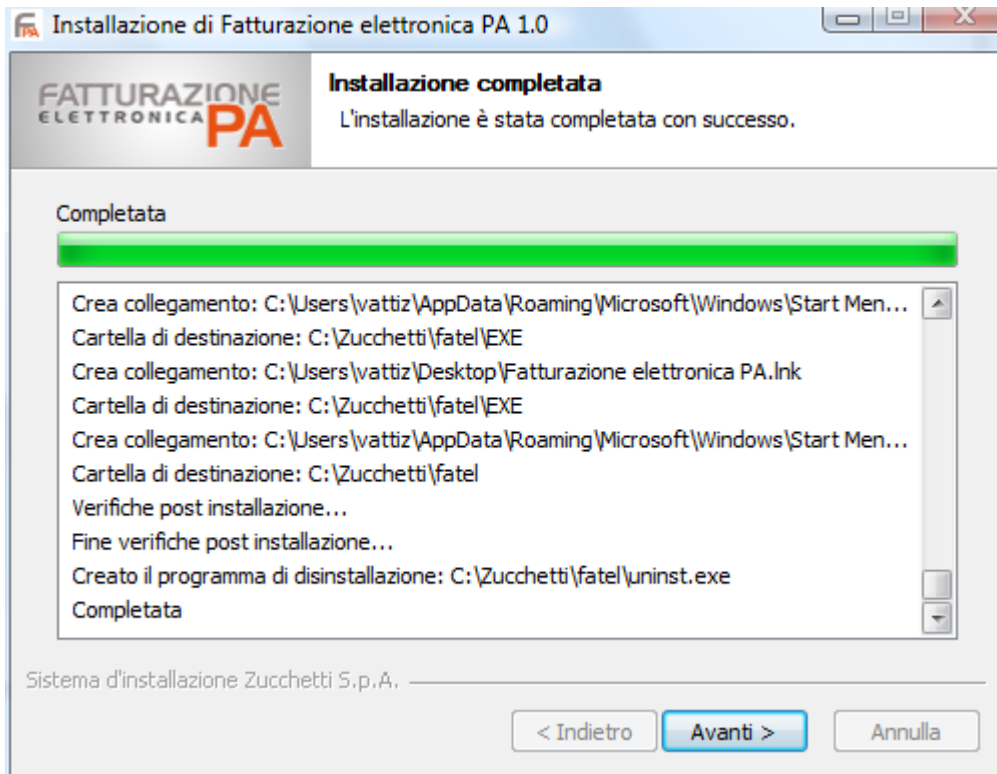 Installazione di Fatturazione elettronica PA 1.0
FATTURAZIONE
ELETTRONICA PA
Installazione completata
L'installazione è stata completata con successo.
Completata
Crea collegamento: C:\Users\vattiz\AppData\Roaming\Microsoft\Windows\Start Men...
Cartella di destinazione: C:\Zucchetti\fatel\EXE
Crea collegamento: C:\Users\vattiz\Desktop\Fatturazione elettronica PA.lnk
Cartella di destinazione: C:\Zucchetti\fatel\EXE
Crea collegamento: C:\Users\vattiz\AppData\Roaming\Microsoft\Windows\Start Men...
Cartella di destinazione: C:\Zucchetti\fatel
Verifiche post installazione...
Fine verifiche post installazione...
Creato il programma di disinstallazione: C:\Zucchetti\fatel\uninst.exe
Completata
Sistema d'installazione Zucchetti S.p.A.
< Indietro
Avanti >
Annulla